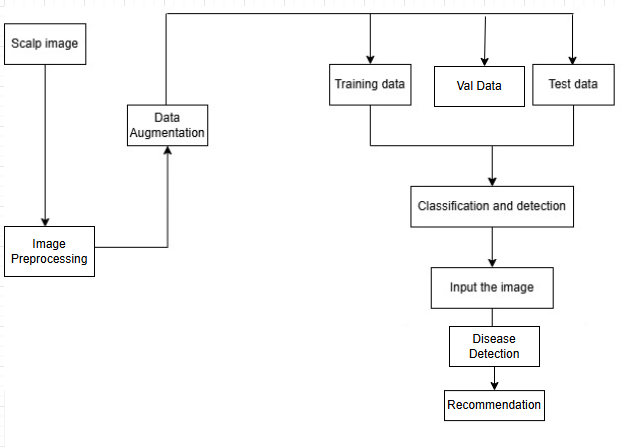 Scalp image
Training data
Val Data
Test data
Data
Augmentation
Classification and detection
Image
Preprocessing
Input the image
Disease
Detection
Recommendation